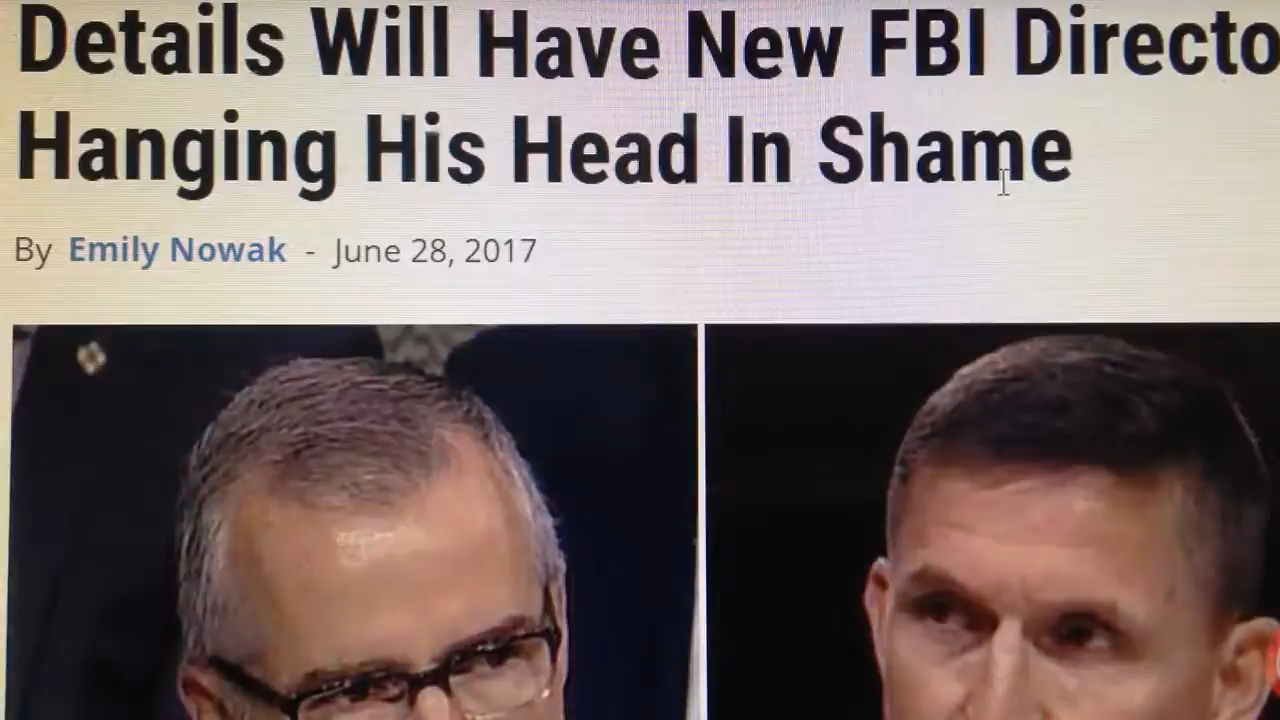 Details Will Have New FBI Directo
Hanging His Head In Shame
By Emily Nowak - June 28, 2017